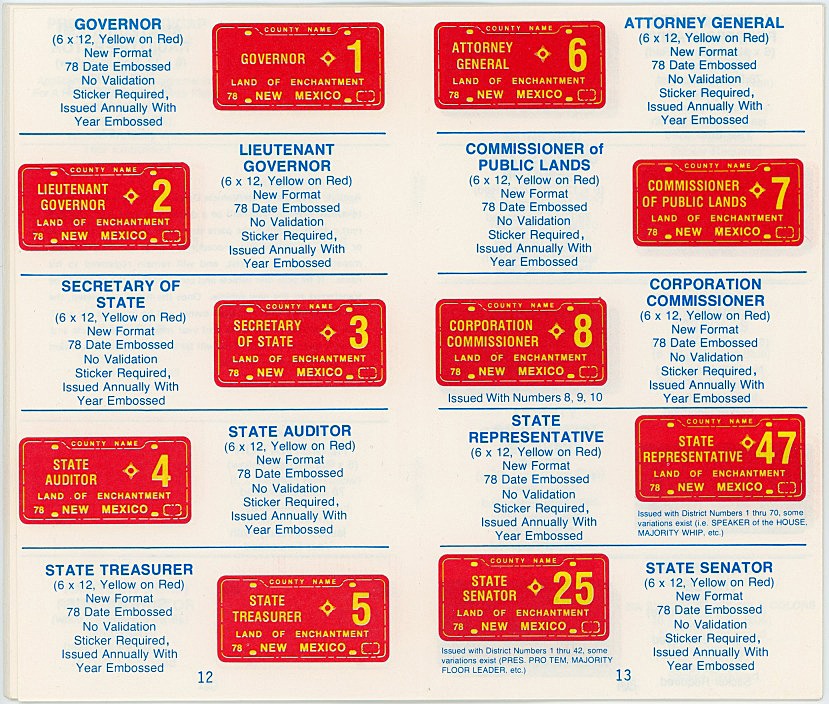 GOVERNOR
(6 x 12, Yellow on Red)
New Format
78 Date Embossed
No Validation
Sticker Required,
Issued Annually With
Year Embossed
COUNTY NAME
GOVERNOR 1
LAND OF ENCHANTMENT
78 NEW MEXICO
COUNTY NAME
LIEUTENANT
GOVERNOR 2
LAND OF ENCHANTMENT
78 NEW MEXICO
LIEUTENANT
GOVERNOR
(6 x 12, Yellow on Red)
New Format
78 Date Embossed
No Validation
Sticker Required,
Issued Annually With
Year Embossed
SECRETARY OF
STATE
(6 x 12, Yellow on Red)
New Format
78 Date Embossed
No Validation
Sticker Required,
Issued Annually With
Year Embossed
COUNTY NAME
SECRETARY
OF STATE 3
LAND OF ENCHANTMENT
78 NEW MEXICO
COUNTY NAME
STATE
AUDITOR 4
LAND OF ENCHANTMENT
78 NEW MEXICO
STATE AUDITOR
(6 x 12, Yellow on Red)
New Format
78 Date Embossed
No Validation
Sticker Required,
Issued Annually With
Year Embossed
STATE TREASURER
(6 x 12, Yellow on Red)
New Format
78 Date Embossed
No Validation
Sticker Required,
Issued Annually With
Year Embossed
COUNTY NAME
STATE
TREASURER 5
LAND OF ENCHANTMENT
78 NEW MEXICO
12
COUNTY NAME
ATTORNEY
GENERAL 6
LAND OF ENCHANTMENT
78 NEW MEXICO
ATTORNEY GENERAL
(6 x 12, Yellow on Red)
New Format
78 Date Embossed
No Validation
Sticker Required,
Issued Annually With
Year Embossed
COMMISSIONER of
PUBLIC LANDS
(6 x 12, Yellow on Red)
New Format
78 Date Embossed
No Validation
Sticker Required,
Issued Annually With
Year Embossed
COUNTY NAME
COMMISSIONER
OF PUBLIC LANDS 7
LAND OF ENCHANTMENT
78 NEW MEXICO
COUNTY NAME
CORPORATION
COMMISSIONER 8
LAND OF ENCHANTMENT
78 NEW MEXICO
Issued With Numbers 8, 9, 10
CORPORATION
COMMISSIONER
(6 x 12, Yellow on Red)
New Format
78 Date Embossed
No Validation
Sticker Required,
Issued Annually With
Year Embossed
STATE
REPRESENTATIVE
(6 x 12, Yellow on Red)
New Format
78 Date Embossed
No Validation
Sticker Required,
Issued Annually With
Year Embossed
COUNTY NAME
STATE
REPRESENTATIVE 47
LAND OF ENCHANTMENT
78 NEW MEXICO
Issued with District Numbers 1 thru 70, some
variations exist (i.e. SPEAKER of the HOUSE,
MAJORITY WHIP, etc.)
COUNTY NAME
STATE
SENATOR 25
LAND OF ENCHANTMENT
78 NEW MEXICO
Issued with District Numbers 1 thru 42, some
variations exist (PRES. PRO TEM, MAJORITY
FLOOR LEADER, etc.)
STATE SENATOR
(6 x 12, Yellow on Red)
New Format
78 Date Embossed
No Validation
Sticker Required,
Issued Annually With
Year Embossed
13